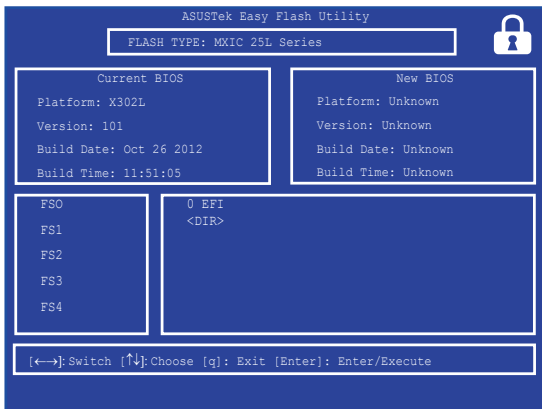 ASUSTek Easy Flash Utility
FLASH TYPE: MXIC 25L Series
Current BIOS
Platform: X302L
Version: 101
Build Date: Oct 26 2012
Build Time: 11:51:05
New BIOS
Platform: Unknown
Version: Unknown
Build Date: Unknown
Build Time: Unknown
FSO
FS1
FS2
FS3
FS4
0 EFI
<DIR>
[←→]: Switch [↑↓]: Choose [q]: Exit [Enter]: Enter/Execute